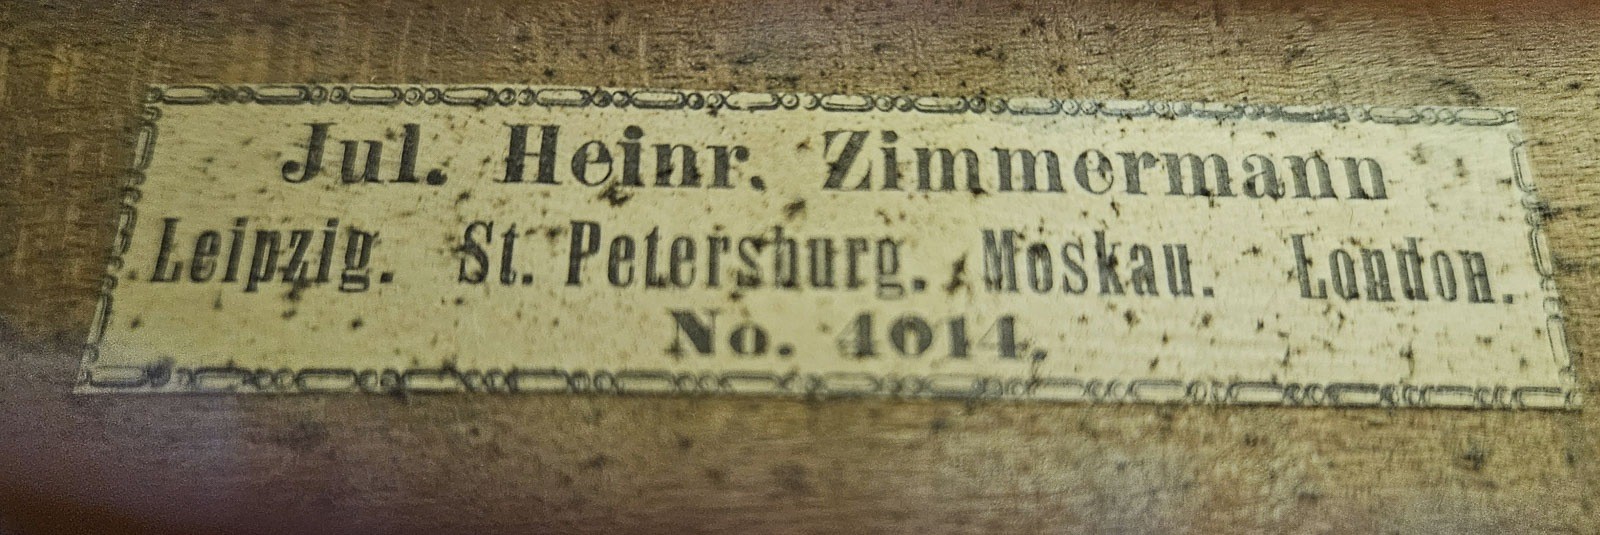 Jul. Heinr. Zimmermann
Leipzig. St. Petersburg. Moskau. London.
No. 4014.